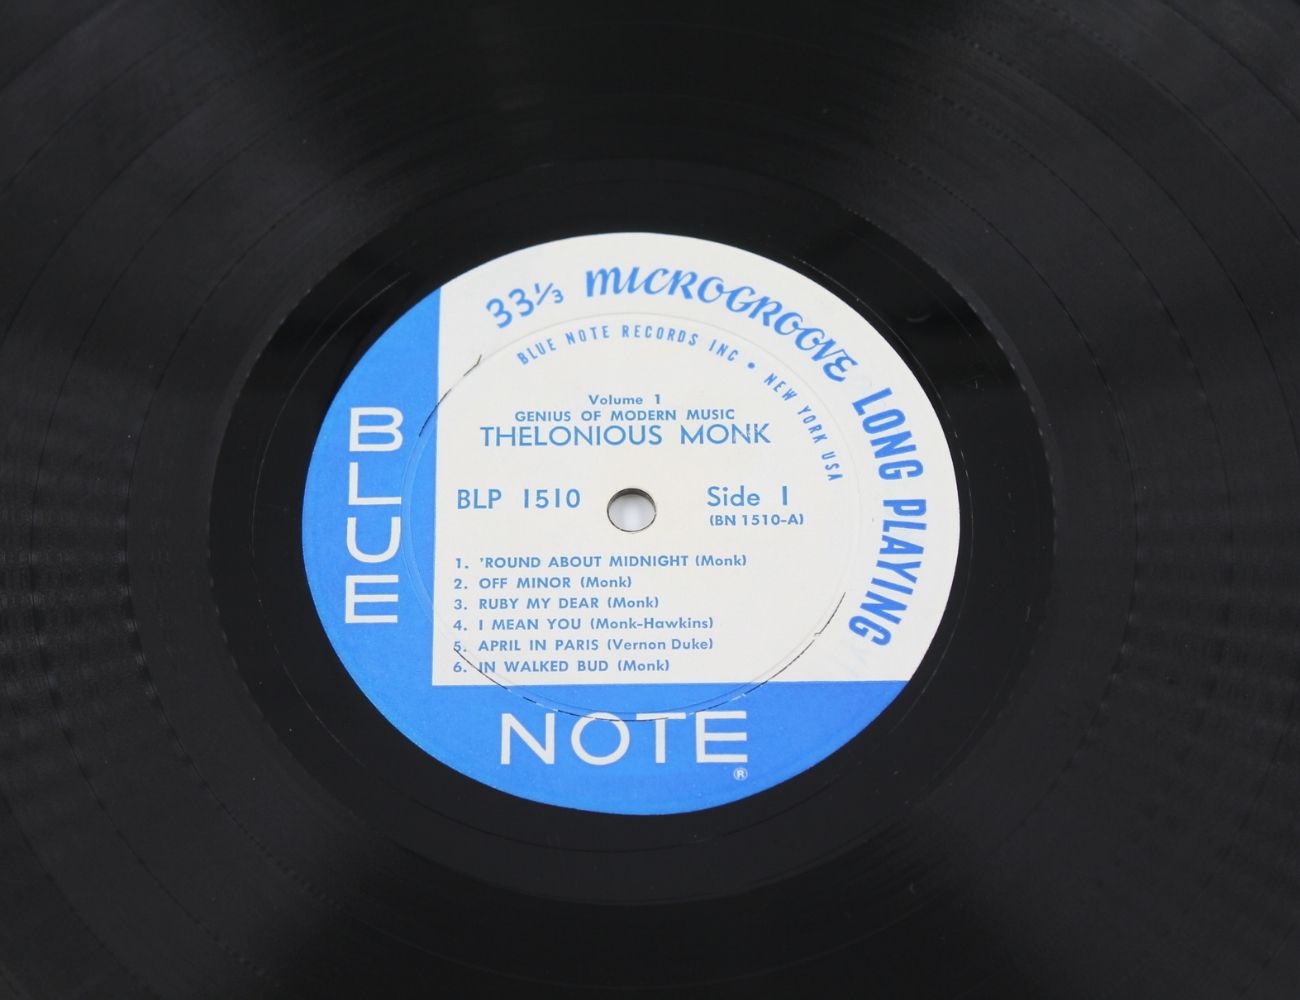 33⅓ MICROGROOVE LONG PLAYING
BLUE NOTE RECORDS INC • NEW YORK USA
Volume 1
GENIUS OF MODERN MUSIC
THELONIOUS MONK
BLP 1510
Side 1
(BN 1510-A)
1. 'ROUND ABOUT MIDNIGHT (Monk)
2. OFF MINOR (Monk)
3. RUBY MY DEAR (Monk)
4. I MEAN YOU (Monk-Hawkins)
5. APRIL IN PARIS (Vernon Duke)
6. IN WALKED BUD (Monk)
BLUE
NOTE
®